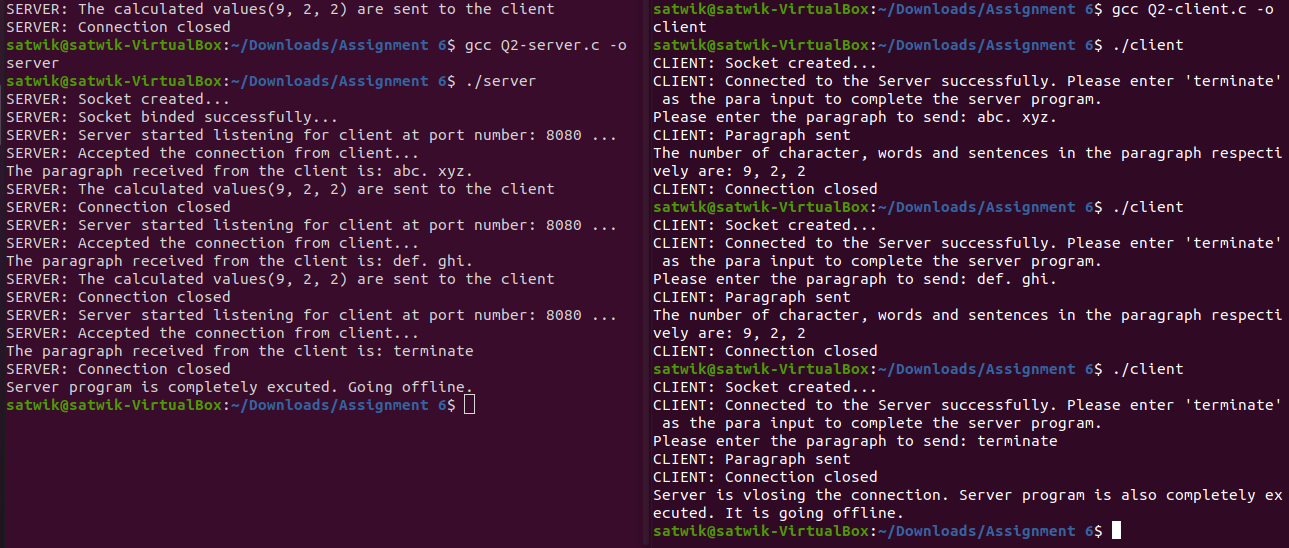 SERVER: The calculated values(9, 2, 2) are sent to the client
SERVER: Connection closed
satwik@satwik-VirtualBox:~/Downloads/Assignment 6$ gcc Q2-server.c -o
server
satwik@satwik-VirtualBox:~/Downloads/Assignment 6$ ./server
SERVER: Socket created...
SERVER: Socket binded successfully...
SERVER: Server started listening for client at port number: 8080 ...
SERVER: Accepted the connection from client...
The paragraph received from the client is: abc. xyz.
SERVER: The calculated values(9, 2, 2) are sent to the client
SERVER: Connection closed
SERVER: Server started listening for client at port number: 8080 ...
SERVER: Accepted the connection from client...
The paragraph received from the client is: def. ghi.
SERVER: The calculated values(9, 2, 2) are sent to the client
SERVER: Connection closed
SERVER: Server started listening for client at port number: 8080 ...
SERVER: Accepted the connection from client...
The paragraph received from the client is: terminate
SERVER: Connection closed
Server program is completely excuted. Going offline.
satwik@satwik-VirtualBox:~/Downloads/Assignment 6$
satwik@satwik-VirtualBox:~/Downloads/Assignment 6$ gcc Q2-client.c -o
client
satwik@satwik-VirtualBox:~/Downloads/Assignment 6$ ./client
CLIENT: Socket created...
CLIENT: Connected to the Server successfully. Please enter 'terminate'
 as the para input to complete the server program.
Please enter the paragraph to send: abc. xyz.
CLIENT: Paragraph sent
The number of character, words and sentences in the paragraph respecti
vely are: 9, 2, 2
CLIENT: Connection closed
satwik@satwik-VirtualBox:~/Downloads/Assignment 6$ ./client
CLIENT: Socket created...
CLIENT: Connected to the Server successfully. Please enter 'terminate'
 as the para input to complete the server program.
Please enter the paragraph to send: def. ghi.
CLIENT: Paragraph sent
The number of character, words and sentences in the paragraph respecti
vely are: 9, 2, 2
CLIENT: Connection closed
satwik@satwik-VirtualBox:~/Downloads/Assignment 6$ ./client
CLIENT: Socket created...
CLIENT: Connected to the Server successfully. Please enter 'terminate'
 as the para input to complete the server program.
Please enter the paragraph to send: terminate
CLIENT: Paragraph sent
CLIENT: Connection closed
Server is vlosing the connection. Server program is also completely ex
ecuted. It is going offline.
satwik@satwik-VirtualBox:~/Downloads/Assignment 6$